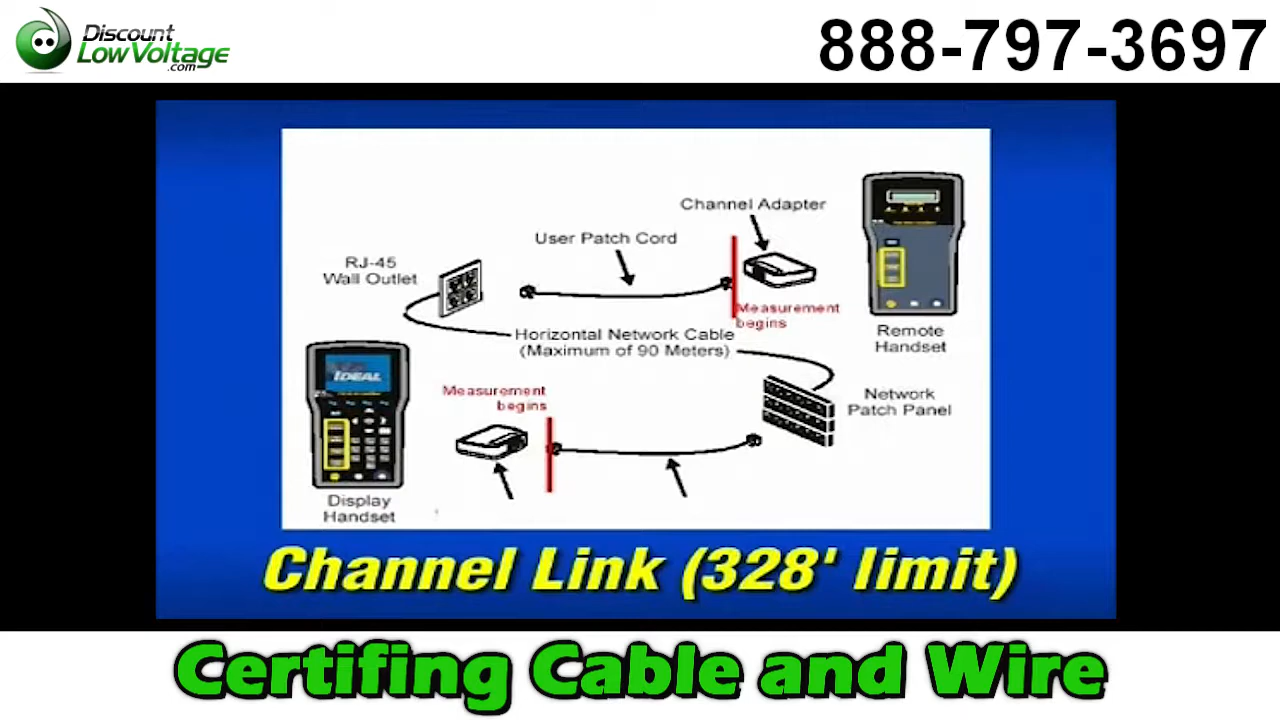 Discount
LowVoltage
.com
888-797-3697
Channel Adapter
User Patch Cord
RJ-45
Wall Outlet
Measurement
begins
Horizontal Network Cable
(Maximum of 90 Meters)
Remote
Handset
IDEAL
Measurement
begins
Network
Patch Panel
Display
Handset
Channel Link (328' limit)
Certifing Cable and Wire